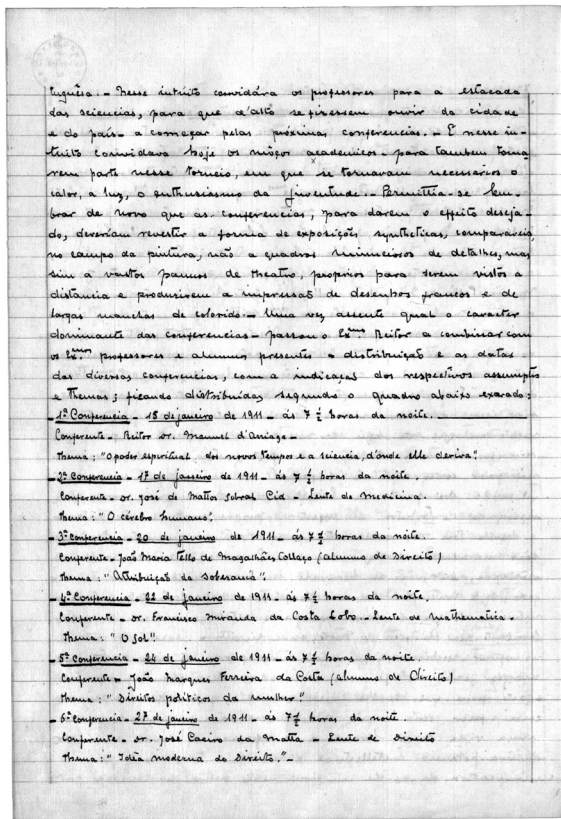 tuguêsa. - Nesse intuito convidára os professores para a estacada
das sciencias, para que d'alto se fizessem ouvir da cidade
e do país - a começar pelas próximas conferencias. - E nesse in-
tuito convidava hoje os môços academicos - para tambem toma-
rem parte nesse torneio, em que se tornavam necessarios o
calor, a luz, o enthusiasmo da juventude. - Permittia-se lem-
brar de novo que as conferencias, para darem o effeito deseja-
do, deveriam revestir a forma de exposições syntheticas, comparaveis,
no campo da pintura, não a quadros minuciosos de detalhes, mas
sim a vastos pannos de theatro, proprios para serem vistos a
distancia e produzirem a impressaõ de desenhos francos e de
largas manchas de colorido. - Uma vez assente qual o caracter
dominante das conferencias - passou o Exmo Reitor a combinar com
os Exmos professores e alumnos presentes a distribuiçaõ e as datas
das diversas conferencias, com a indicaçaõ dos respectivos assumptos
e Themas; ficando distribuidas segundo o quadro abaixo exarado:
1ª Conferencia - 15 de janeiro de 1911 - ás 7 ½ horas da noite.
Conferente - Reitor Dr. Manuel d'Arriaga -
Thema: "O poder espiritual dos novos tempos e a sciencia, d'onde elle deriva".
2ª Conferencia - 17 de janeiro de 1911 - ás 7 ½ horas da noite.
Conferente - Dr. José de Mattos Sobral Cid - Lente de Medicina.
Thema: "O cérebro humano".
3ª Conferencia - 20 de janeiro de 1911 - ás 7 ½ horas da noite.
Conferente - João Maria Tello de Magalhães Collaço (alumno de Direito)
Thema: "Attribuiçaõ da Soberania".
4ª Conferencia - 22 de janeiro de 1911 - ás 7 ½ horas da noite.
Conferente - Dr. Francisco Miranda da Costa Lobo - Lente de mathematica.
Thema: "O Sol".
5ª Conferencia - 24 de janeiro de 1911 - ás 7 ½ horas da noite.
Conferente - João Marques Ferreira da Costa (alumno de Direito)
Thema: "Direitos politicos da mulher".
6ª Conferencia - 27 de janeiro de 1911 - ás 7 ½ horas da noite.
Conferente - Dr. José Caeiro da Matta - Lente de Direito
Thema: "Idea moderna do Direito." -